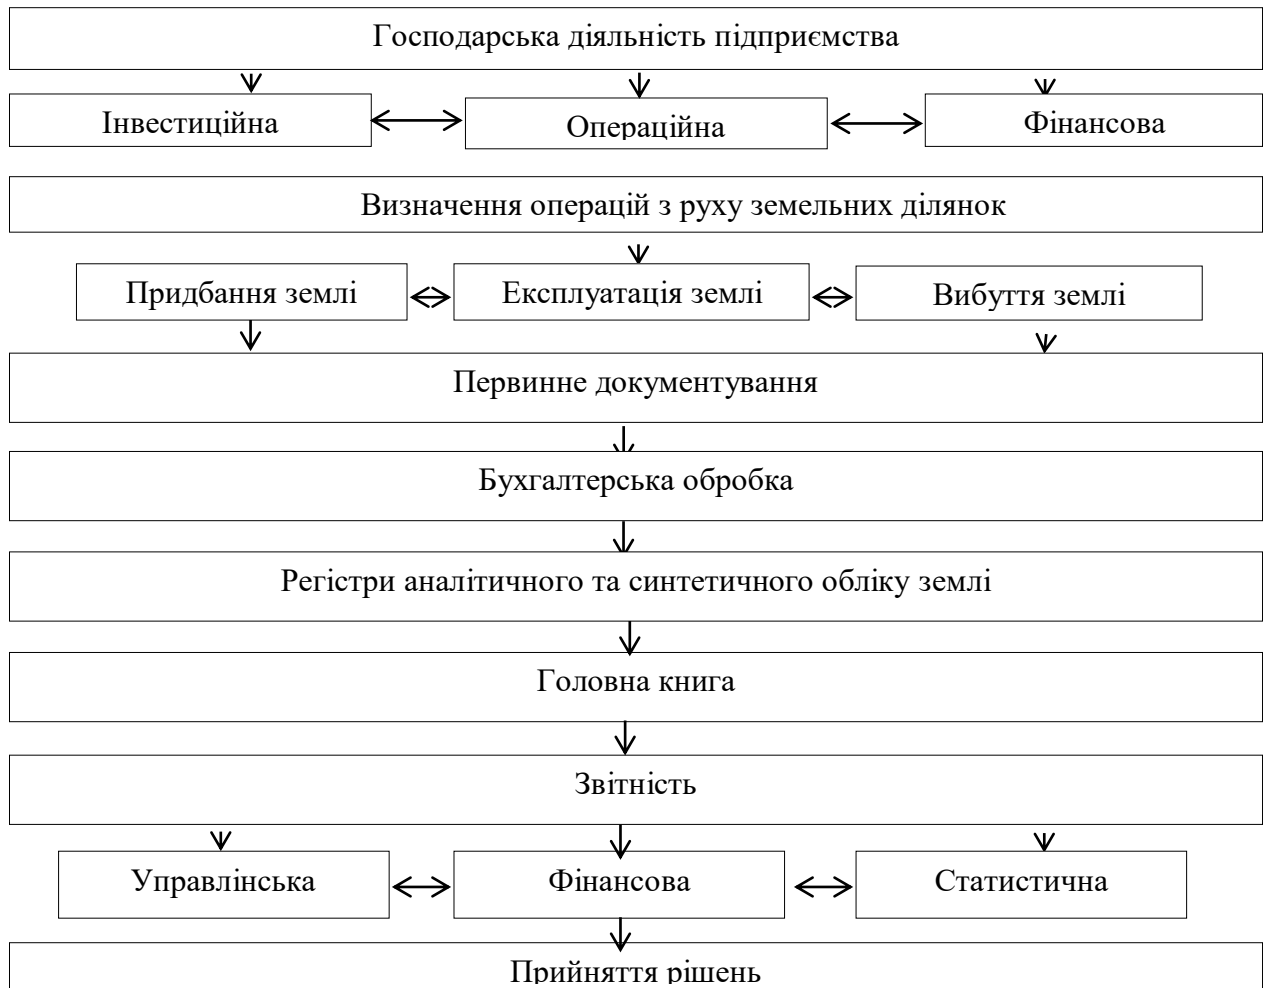 Господарська діяльність підприємства
Інвестиційна
Операційна
Фінансова
Визначення операцій з руху земельних ділянок
Придбання землі
Експлуатація землі
Вибуття землі
Первинне документування
Бухгалтерська обробка
Регістри аналітичного та синтетичного обліку землі
Головна книга
Звітність
Управлінська
Фінансова
Статистична
Прийняття рішень